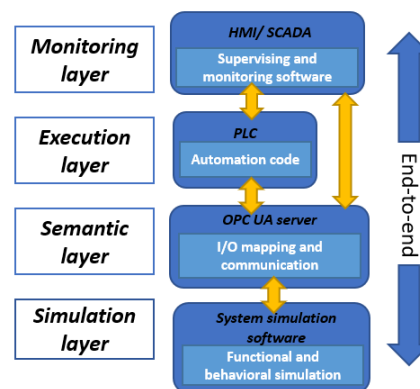 Monitoring
layer
HMI/ SCADA
Supervising and
monitoring software
Execution
layer
PLC
Automation code
Semantic
layer
OPC UA server
I/O mapping and
communication
Simulation
layer
System simulation
software
Functional and
behavioral simulation
End-to-end